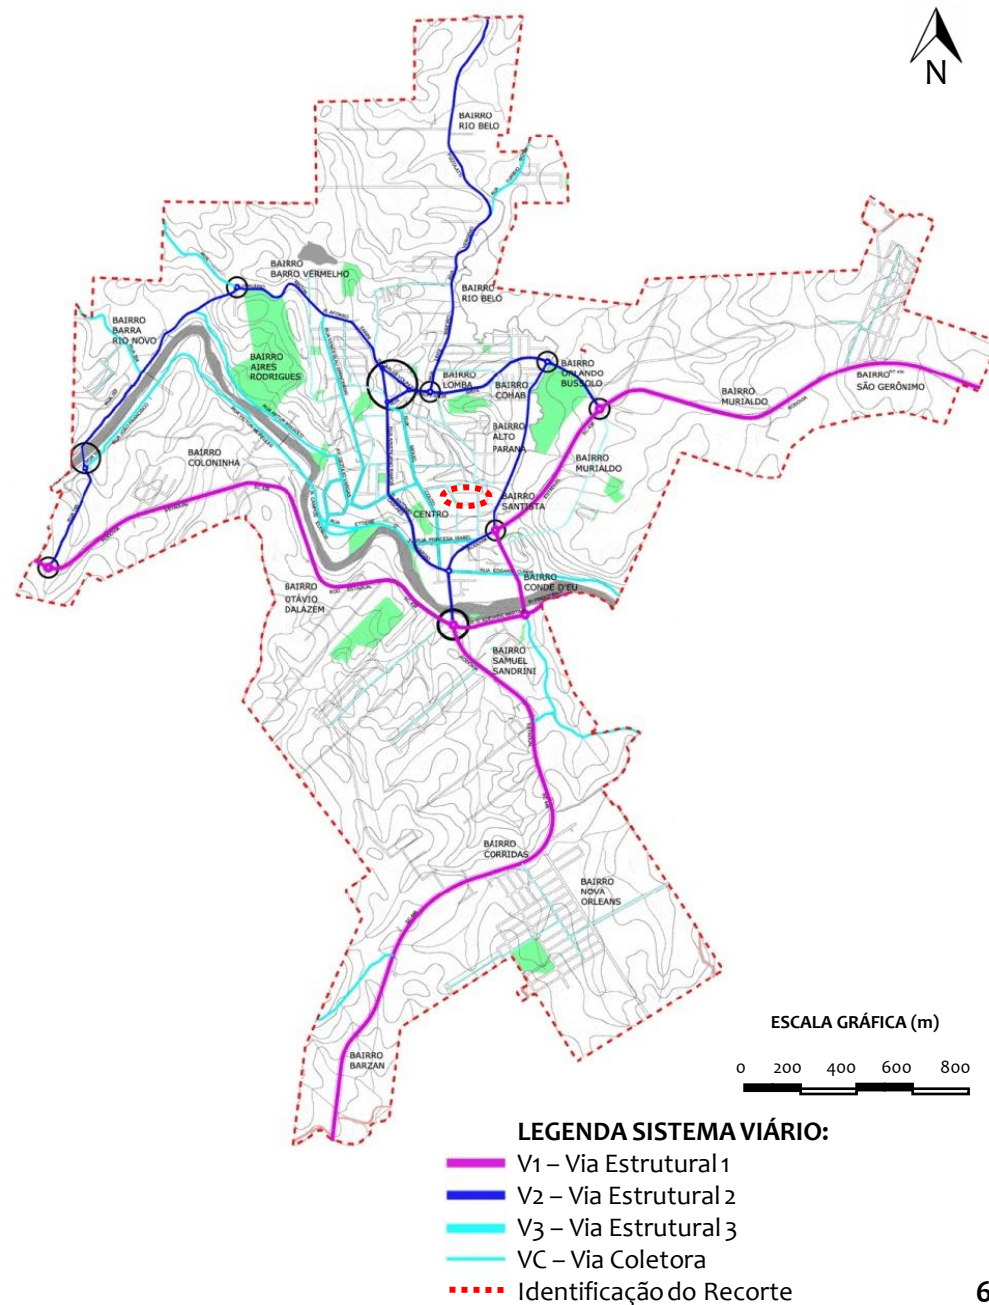 N
BAIRRO
RIO BELO
BAIRRO
BARRO VERMELHO
BAIRRO
RIO BELO
BAIRRO
BARRA
RIO NOVO
BAIRRO
AIRES
RODRIGUES
BAIRRO
LOMBA
BAIRRO
COHAB
BAIRRO
ORLANDO
BUSSOLO
BAIRRO
MURIALDO
BAIRRO
SÃO GERÔNIMO
BAIRRO
ALTO
PARANA
BAIRRO
COLONINHA
BAIRRO
MURIALDO
BAIRRO
SANTISTA
CENTRO
RUA PRINCESA ISABEL
BAIRRO
CONDE D'EU
BAIRRO
OTÁVIO
DALAZEM
BAIRRO
SAMUEL
SANDRINI
BAIRRO
CORRIDAS
BAIRRO
NOVA
ORLEANS
BAIRRO
BARZAN
ESCALA GRÁFICA (m)
0 200 400 600 800
LEGENDA SISTEMA VIÁRIO:
V1 – Via Estrutural 1
V2 – Via Estrutural 2
V3 – Via Estrutural 3
VC – Via Coletora
Identificação do Recorte
6